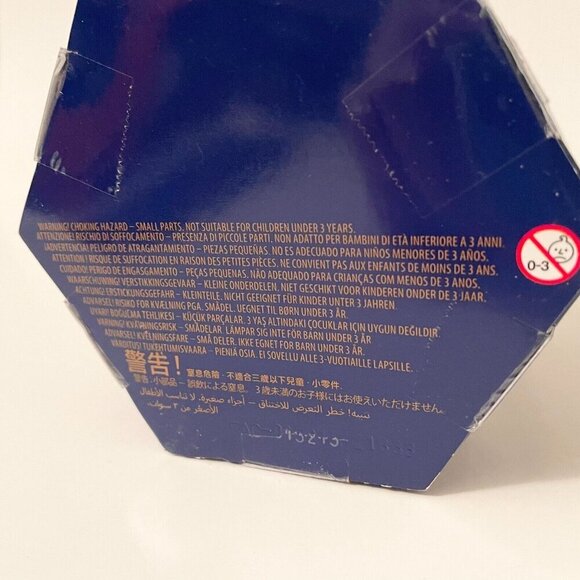 WARNING! CHOKING HAZARD – SMALL PARTS. NOT SUITABLE FOR CHILDREN UNDER 3 YEARS.
ATTENZIONE! RISCHIO DI SOFFOCAMENTO – PRESENZA DI PICCOLE PARTI. NON ADATTO PER BAMBINI DI ETÀ INFERIORE A 3 ANNI.
¡ADVERTENCIA! PELIGRO DE ATRAGANTAMIENTO – PIEZAS PEQUEÑAS. NO ES ADECUADO PARA NIÑOS MENORES DE 3 AÑOS.
ATTENTION ! RISQUE DE SUFFOCATION EN RAISON DES PETITES PIÈCES. NE CONVIENT PAS AUX ENFANTS DE MOINS DE 3 ANS.
CUIDADO! PERIGO DE ENGASGAMENTO – PEÇAS PEQUENAS. NÃO ADEQUADO PARA CRIANÇAS COM MENOS DE 3 ANOS.
WAARSCHUWING! VERSTIKKINGSGEVAAR – KLEINE ONDERDELEN. NIET GESCHIKT VOOR KINDEREN ONDER DE 3 JAAR.
ACHTUNG! ERSTICKUNGSGEFAHR – KLEINTEILE. NICHT GEEIGNET FÜR KINDER UNTER 3 JAHREN.
ADVARSEL! RISIKO FOR KVÆLNING PGA. SMÅDEL. UEGNET TIL BØRN UNDER 3 ÅR.
UYARI! BOĞULMA TEHLİKESİ – KÜÇÜK PARÇALAR. 3 YAŞ ALTINDAKİ ÇOCUKLAR İÇİN UYGUN DEĞİLDİR.
VARNING! KVÄVNINGSRISK – SMÅDELAR. LÄMPAR SIG INTE FÖR BARN UNDER 3 ÅR.
ADVARSEL! KVELNINGSFARE – SMÅ DELER. IKKE EGNET FOR BARN UNDER 3 ÅR.
VAROITUS! TUKEHTUMISVAARA – PIENIÄ OSIA. EI SOVELLU ALLE 3-VUOTIAILLE LAPSILLE.
警告! 窒息危險・不適合三歲以下兒童・小零件
警告:小部品 – 誤飲による窒息。3歳未満のお子様にはお使いいただけません。
تنبيه! خطر التعرض للاختناق - أجزاء صغيرة. لا تناسب الأطفال
الأصغر من ٣ سنوات.
0-3